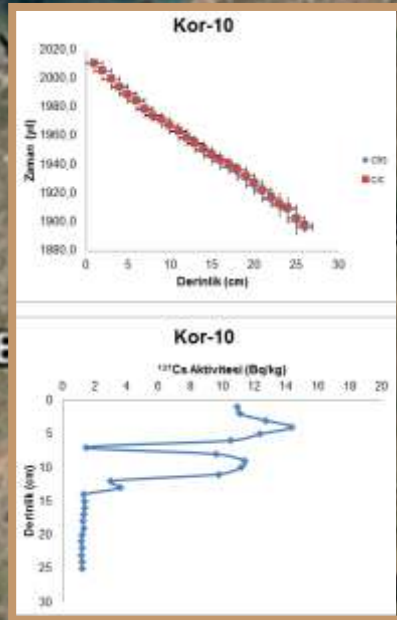 Kor-10
2020,0
2000,0
1980,0
1960,0
1940,0
1920,0
1900,0
1880,0
Zaman (yıl)
0 5 10 15 20 25 30
Derinlik (cm)
CRS
CIC
Kor-10
¹³⁷Cs Aktivitesi (Bq/kg)
0 2 4 6 8 10 12 14 16 18 20
0
5
10
15
20
25
30
Derinlik (cm)